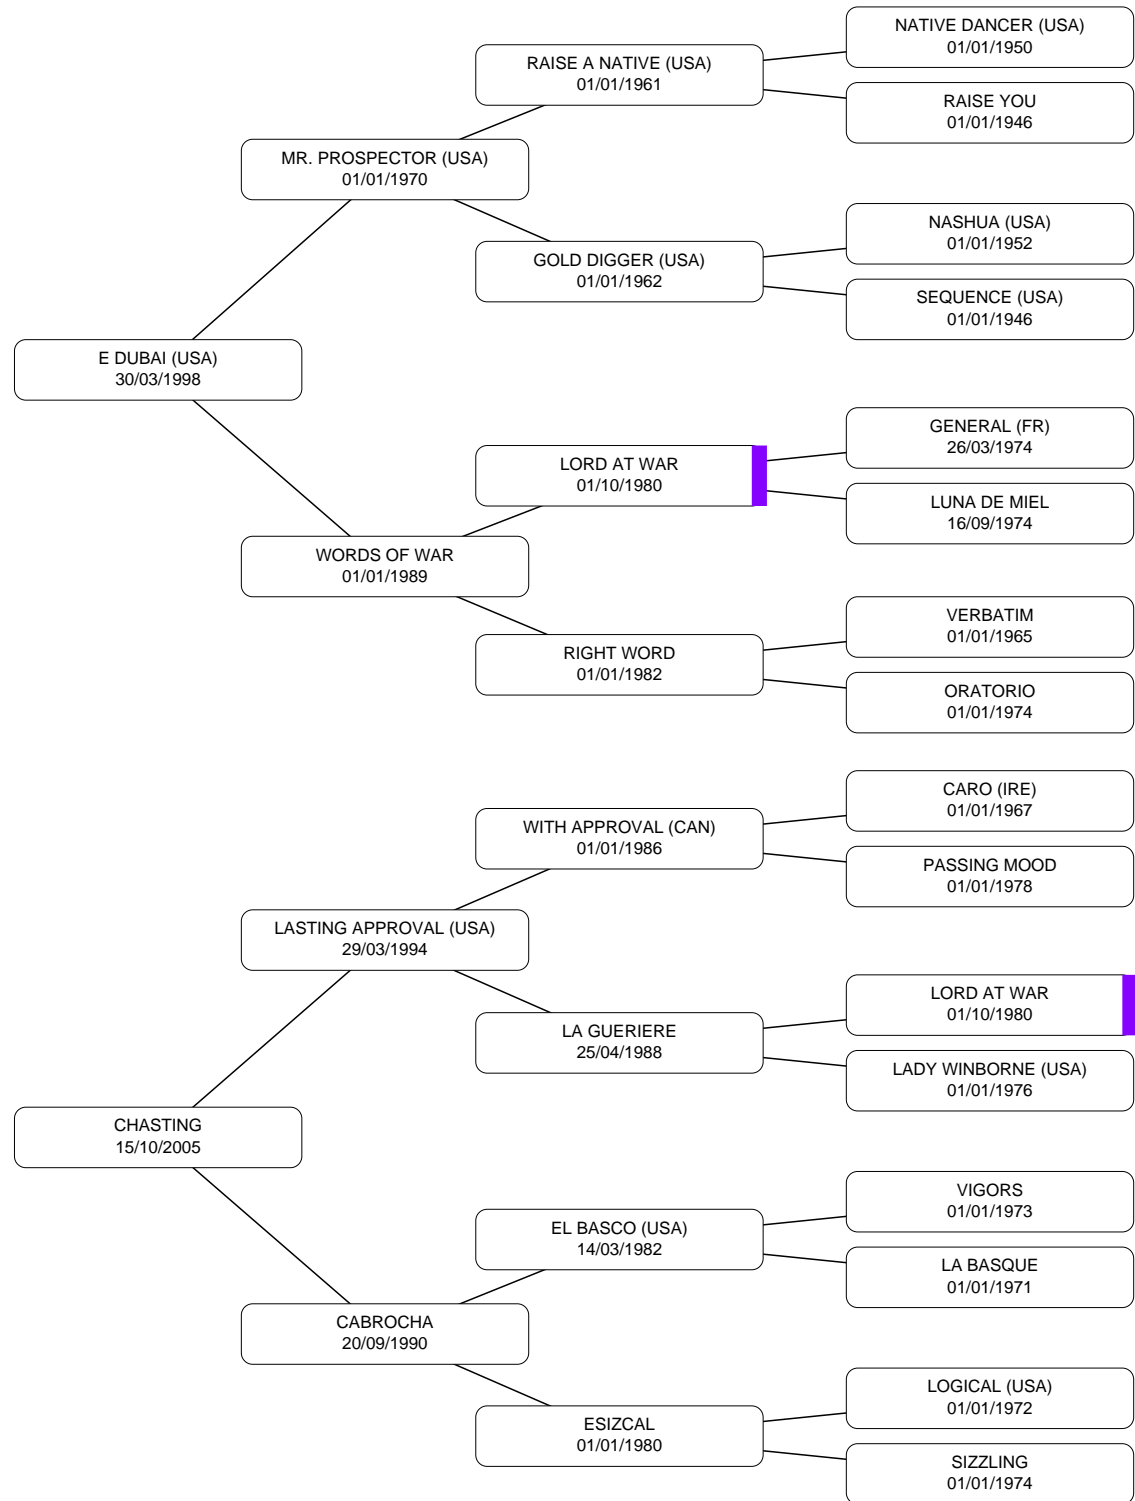 NATIVE DANCER (USA)
01/01/1950
RAISE A NATIVE (USA)
01/01/1961
RAISE YOU
01/01/1946
MR. PROSPECTOR (USA)
01/01/1970
NASHUA (USA)
01/01/1952
GOLD DIGGER (USA)
01/01/1962
SEQUENCE (USA)
01/01/1946
E DUBAI (USA)
30/03/1998
GENERAL (FR)
26/03/1974
LORD AT WAR
01/10/1980
LUNA DE MIEL
16/09/1974
WORDS OF WAR
01/01/1989
VERBATIM
01/01/1965
RIGHT WORD
01/01/1982
ORATORIO
01/01/1974
CARO (IRE)
01/01/1967
WITH APPROVAL (CAN)
01/01/1986
PASSING MOOD
01/01/1978
LASTING APPROVAL (USA)
29/03/1994
LORD AT WAR
01/10/1980
LA GUERIERE
25/04/1988
LADY WINBORNE (USA)
01/01/1976
CHASTING
15/10/2005
VIGORS
01/01/1973
EL BASCO (USA)
14/03/1982
LA BASQUE
01/01/1971
CABROCHA
20/09/1990
LOGICAL (USA)
01/01/1972
ESIZCAL
01/01/1980
SIZZLING
01/01/1974